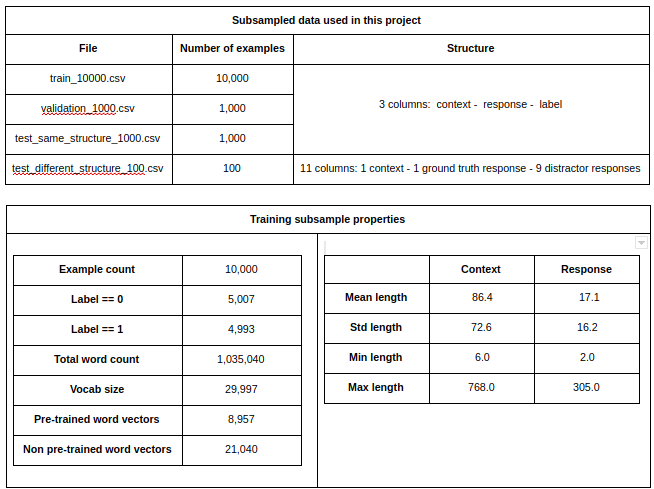 Subsampled data used in this project
File Number of examples Structure
train_10000.csv 10,000
3 columns: context - response - label
validation_1000.csv 1,000
test_same_structure_1000.csv 1,000
test_different_structure_100.csv 100 11 columns: 1 context - 1 ground truth response - 9 distractor responses
Training subsample properties
Example count 10,000
Label == 0 5,007
Label == 1 4,993
Total word count 1,035,040
Vocab size 29,997
Pre-trained word vectors 8,957
Non pre-trained word vectors 21,040
Context Response
Mean length 86.4 17.1
Std length 72.6 16.2
Min length 6.0 2.0
Max length 768.0 305.0